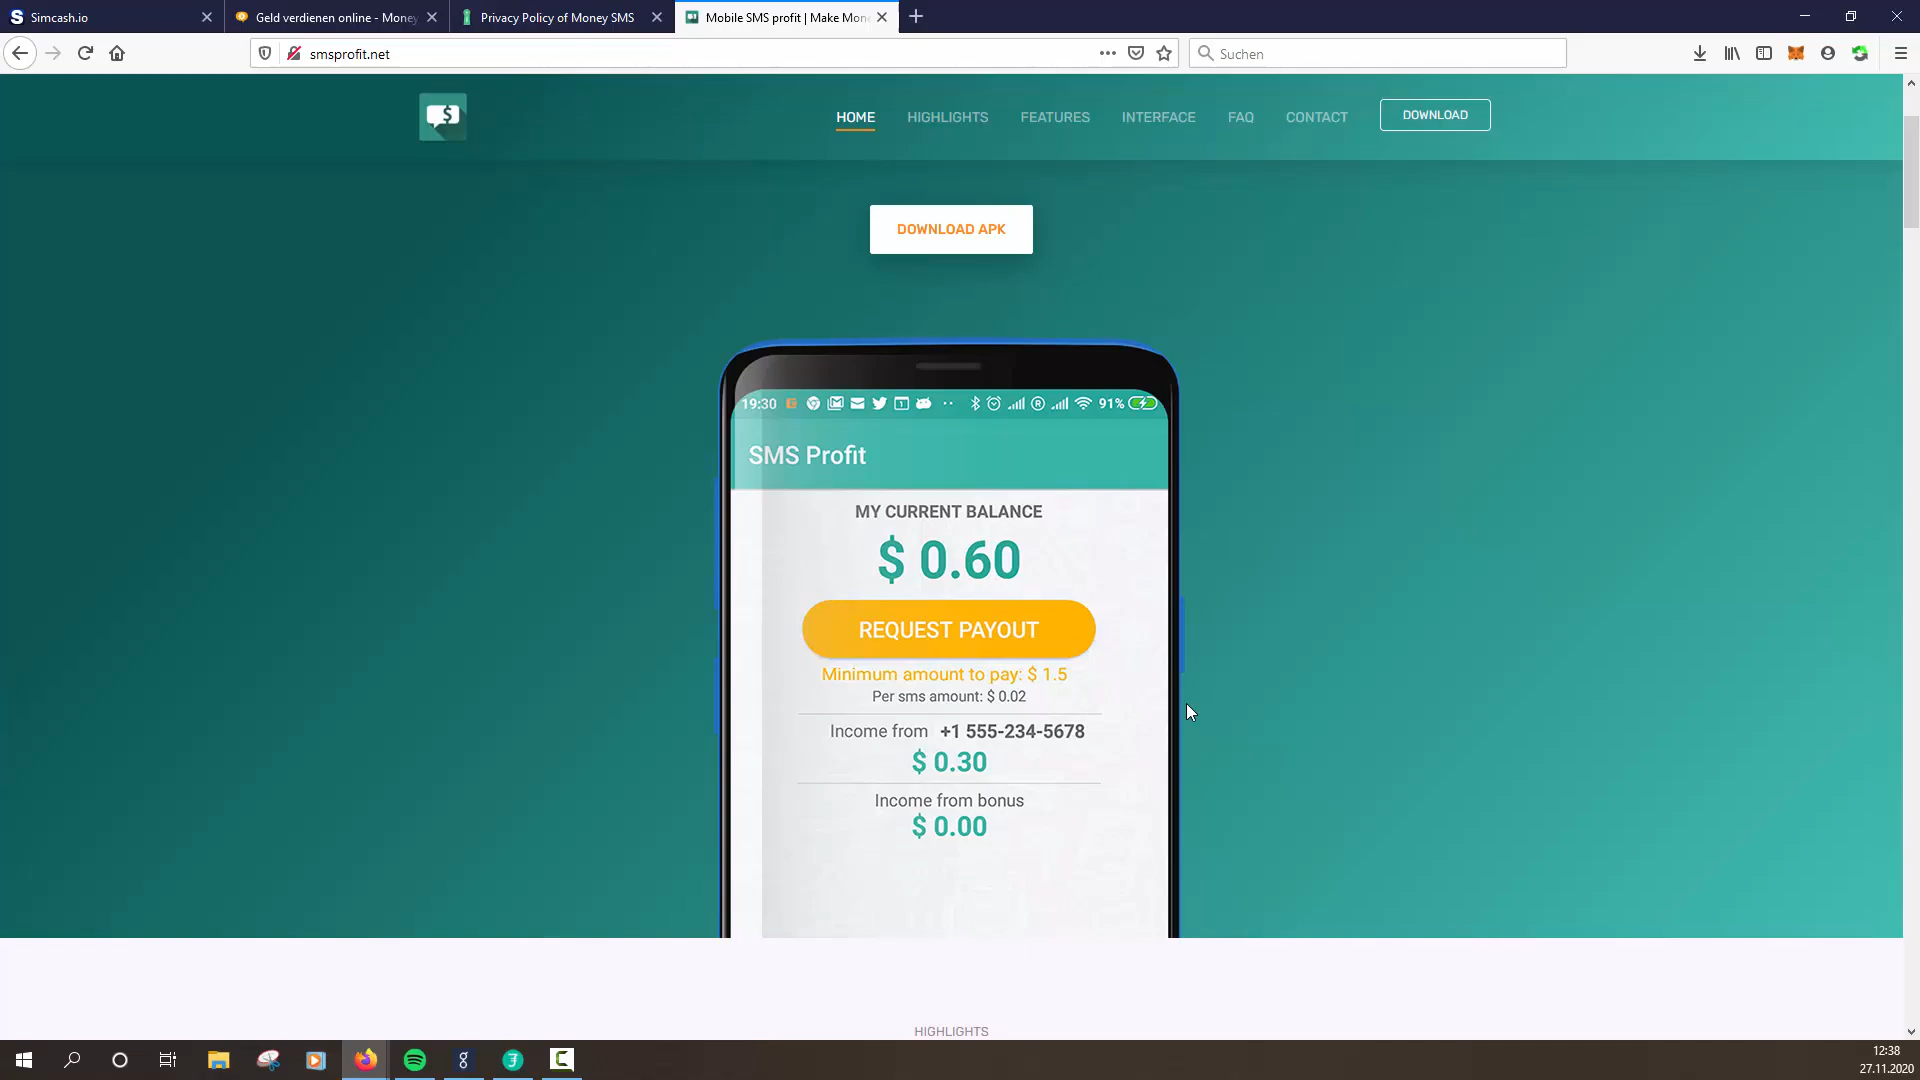 Simcash.io
Geld verdienen online - Money
Privacy Policy of Money SMS
Mobile SMS profit | Make Mon
smsprofit.net
Suchen
HOME
HIGHLIGHTS
FEATURES
INTERFACE
FAQ
CONTACT
DOWNLOAD
DOWNLOAD APK
19:30
91%
SMS Profit
MY CURRENT BALANCE
$ 0.60
REQUEST PAYOUT
Minimum amount to pay: $ 1.5
Per sms amount: $ 0.02
Income from +1 555-234-5678
$ 0.30
Income from bonus
$ 0.00
HIGHLIGHTS
12:38
27.11.2020